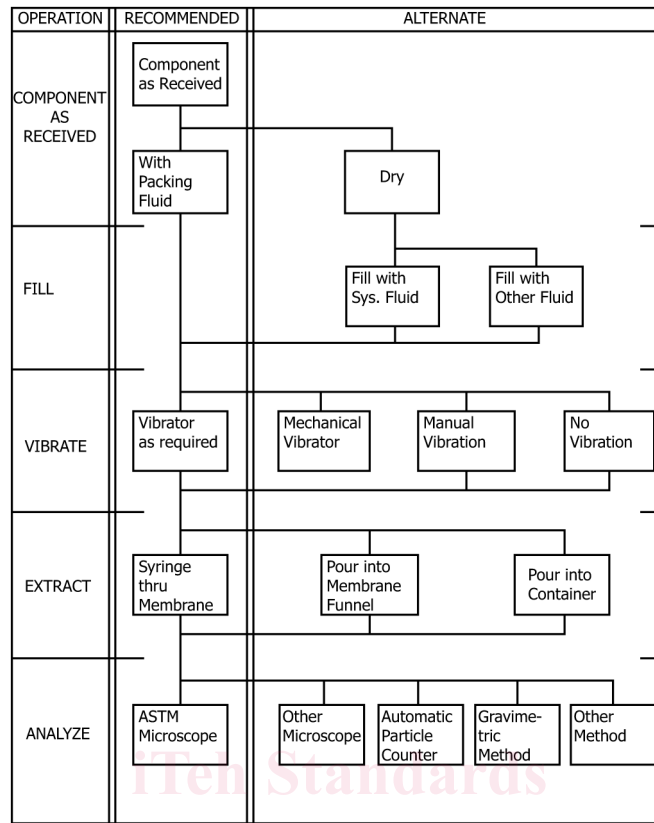 OPERATION
RECOMMENDED
ALTERNATE
COMPONENT
AS
RECEIVED
Component
as Received
With
Packing
Fluid
Dry
FILL
Fill with
Sys. Fluid
Fill with
Other Fluid
VIBRATE
Vibrator
as required
Mechanical
Vibrator
Manual
Vibration
No
Vibration
EXTRACT
Syringe
thru
Membrane
Pour into
Membrane
Funnel
Pour into
Container
ANALYZE
ASTM
Microscope
Other
Microscope
Automatic
Particle
Counter
Gravime-
tric
Method
Other
Method
iTeh Standards